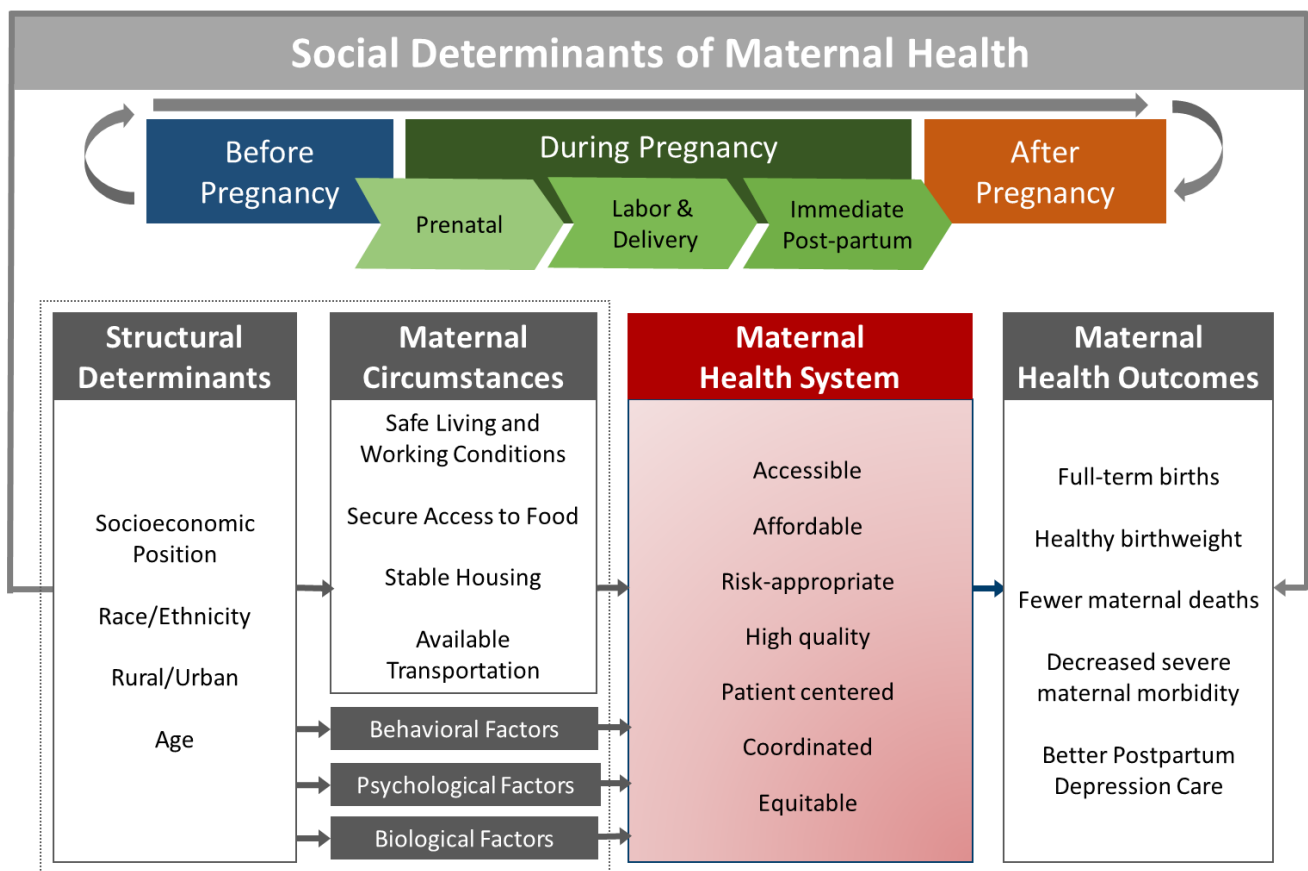 Social Determinants of Maternal Health
Before
Pregnancy
During Pregnancy
After
Pregnancy
Prenatal
Labor &
Delivery
Immediate
Post-partum
Structural
Determinants
Socioeconomic
Position
Race/Ethnicity
Rural/Urban
Age
Maternal
Circumstances
Safe Living and
Working Conditions
Secure Access to Food
Stable Housing
Available
Transportation
Behavioral Factors
Psychological Factors
Biological Factors
Maternal
Health System
Accessible
Affordable
Risk-appropriate
High quality
Patient centered
Coordinated
Equitable
Maternal
Health Outcomes
Full-term births
Healthy birthweight
Fewer maternal deaths
Decreased severe
maternal morbidity
Better Postpartum
Depression Care